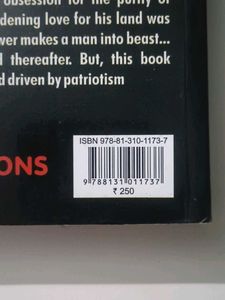 obsession for the purity of
dening love for his land was
wer makes a man into beast...
d thereafter. But, this book
d driven by patriotism
ISBN 978-81-310-1173-7
9 788131 011737
₹ 250
ONS